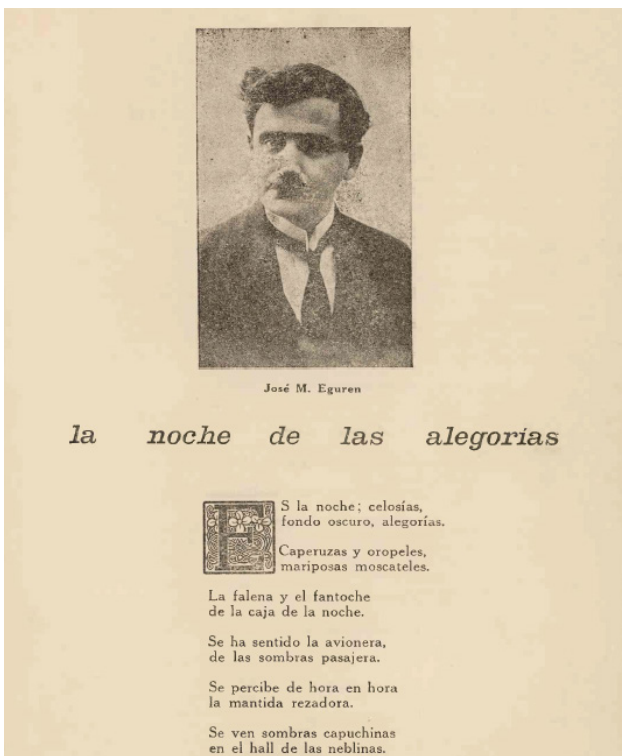 José M. Eguren
la noche de las alegorías
ES la noche; celosías,
fondo oscuro, alegorías.
Caperuzas y oropeles,
mariposas moscateles.
La falena y el fantoche
de la caja de la noche.
Se ha sentido la avionera,
de las sombras pasajera.
Se percibe de hora en hora
la mantida rezadora.
Se ven sombras capuchinas
en el hall de las neblinas.